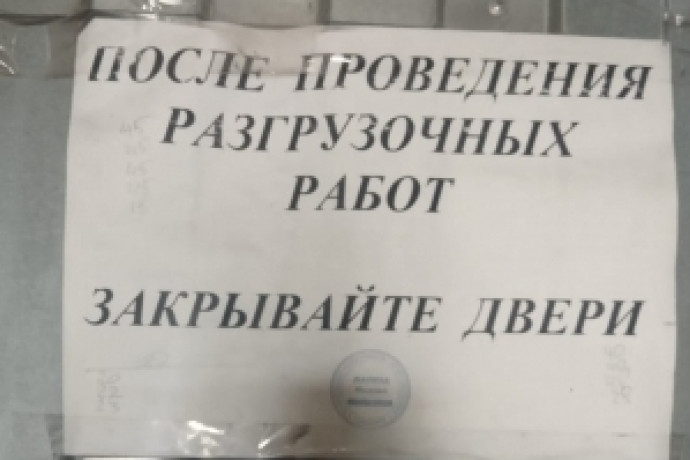 ПОСЛЕ ПРОВЕДЕНИЯ
РАЗГРУЗОЧНЫХ
РАБОТ
ЗАКРЫВАЙТЕ ДВЕРИ